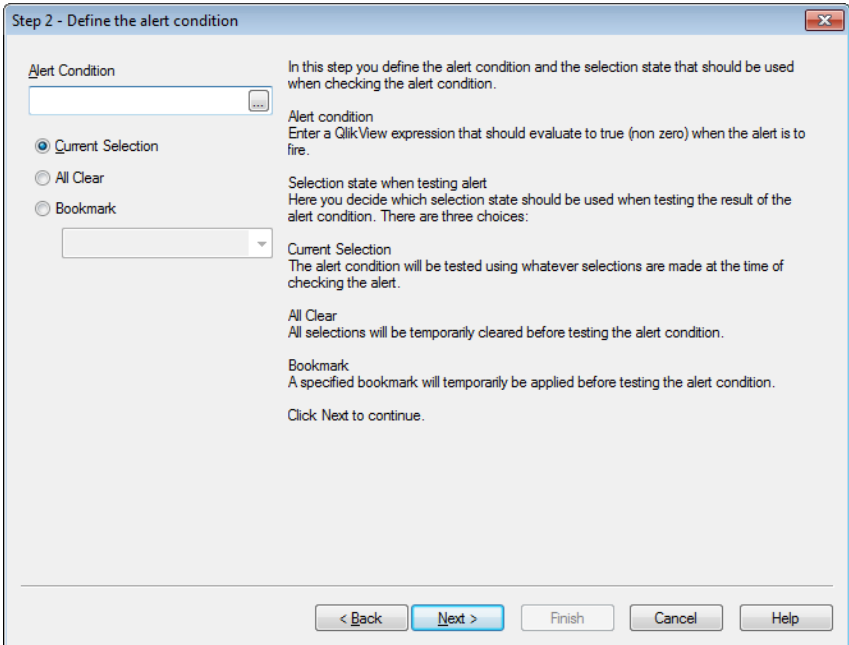 Step 2 - Define the alert condition
Alert Condition
...
Current Selection
All Clear
Bookmark
In this step you define the alert condition and the selection state that should be used
when checking the alert condition.
Alert condition
Enter a QlikView expression that should evaluate to true (non zero) when the alert is to
fire.
Selection state when testing alert
Here you decide which selection state should be used when testing the result of the
alert condition. There are three choices:
Current Selection
The alert condition will be tested using whatever selections are made at the time of
checking the alert.
All Clear
All selections will be temporarily cleared before testing the alert condition.
Bookmark
A specified bookmark will temporarily be applied before testing the alert condition.
Click Next to continue.
< Back
Next >
Finish
Cancel
Help